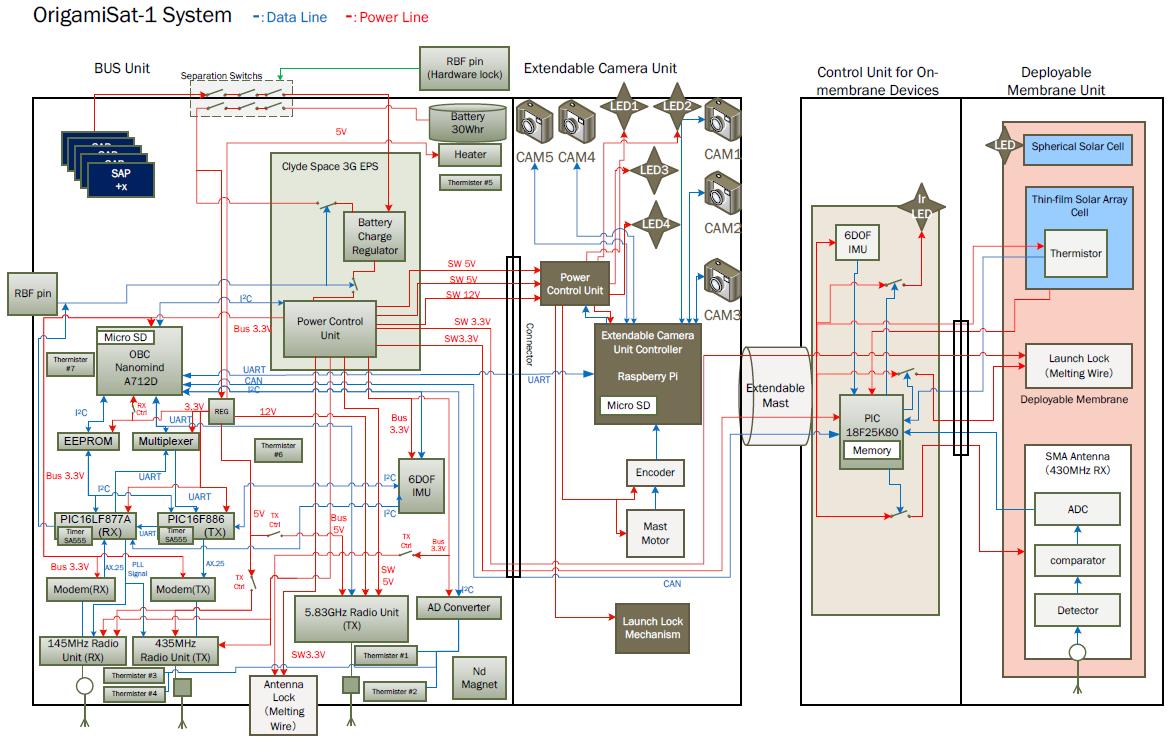 OrigamiSat-1 System
-: Data Line
-: Power Line
BUS Unit
Separation Switchs
RBF pin
(Hardware lock)
Extendable Camera Unit
Control Unit for On-
membrane Devices
Deployable
Membrane Unit
SAP
+x
5V
Battery
30Whr
Heater
Thermister #5
Clyde Space 3G EPS
Battery
Charge
Regulator
Power Control
Unit
RBF pin
I²C
Bus 3.3V
Micro SD
OBC
Nanomind
A712D
Thermister
#7
UART
CAN
I²C
I²C
RX
Ctrl
3.3V
REG
12V
UART
EEPROM
Multiplexer
Thermister
#6
Bus
3.3V
Bus 3.3V
UART
UART
I²C
I²C
6DOF
IMU
PIC16LF877A
(RX)
Timer
SA555
UART
PIC16F886
(TX)
Timer
SA555
5V
TX
Ctrl
Bus
5V
TX
Ctrl
Bus
3.3V
Bus 3.3V
AX.25
PLL
Signal
AX.25
TX
Ctrl
SW
5V
I²C
Modem(RX)
Modem(TX)
5.83GHz Radio Unit
(TX)
AD Converter
145MHz Radio
Unit (RX)
435MHz
Radio Unit (TX)
SW3.3V
Thermister #1
Thermister #2
Thermister #3
Thermister #4
Antenna
Lock
(Melting
Wire)
Nd
Magnet
SW 5V
SW 5V
SW 12V
SW 3.3V
SW3.3V
Connector
UART
CAM5
CAM4
LED1
LED2
CAM1
LED3
CAM2
LED4
CAM3
Power
Control Unit
Extendable Camera
Unit Controller
Raspberry Pi
Micro SD
Encoder
Mast
Motor
CAN
Launch Lock
Mechanism
Extendable
Mast
Ir
LED
6DOF
IMU
PIC
18F25K80
Memory
LED
Spherical Solar Cell
Thin-film Solar Array
Cell
Thermistor
Launch Lock
(Melting Wire)
Deployable Membrane
SMA Antenna
(430MHz RX)
ADC
comparator
Detector